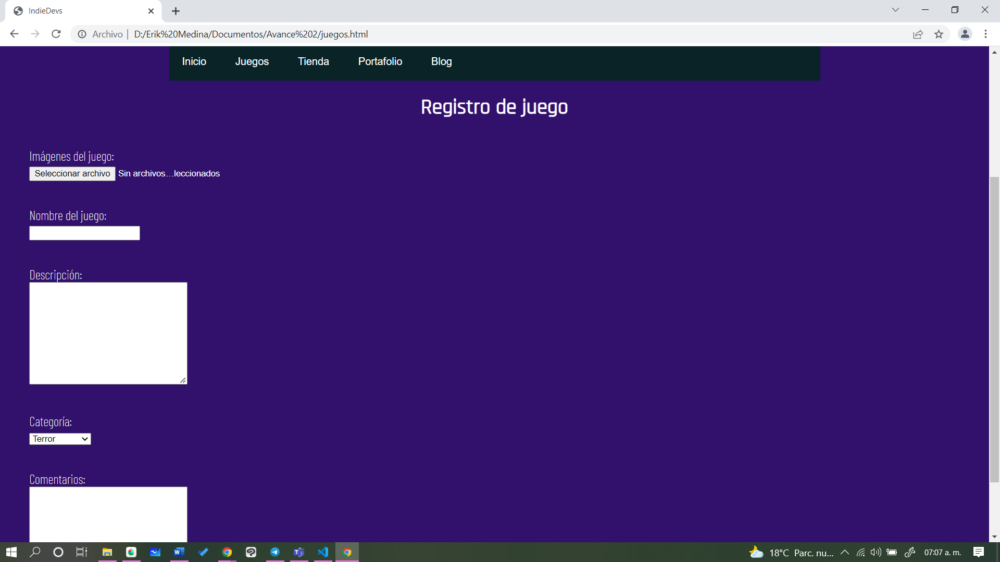 IndieDevs
Archivo | D:/Erik%20Medina/Documentos/Avance%202/juegos.html
Inicio Juegos Tienda Portafolio Blog
Registro de juego
Imágenes del juego:
Seleccionar archivo Sin archivos...leccionados
Nombre del juego:
Descripción:
Categoría:
Terror
Comentarios:
18°C Parc. nu... 07:07 a. m.